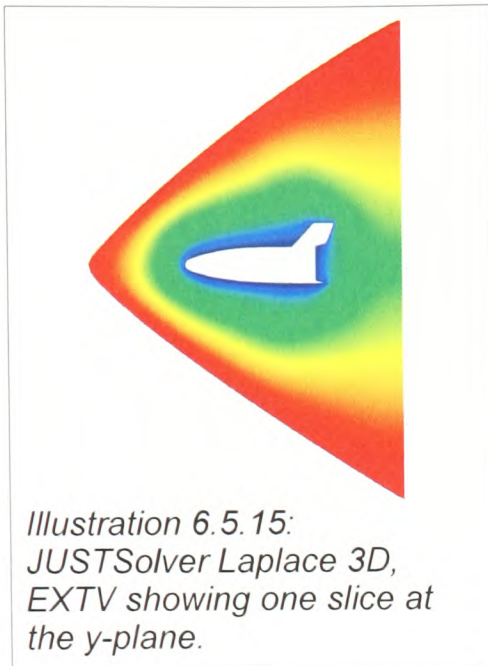 Illustration 6.5.15:
JUSTSolver Laplace 3D,
EXTV showing one slice at
the y-plane.